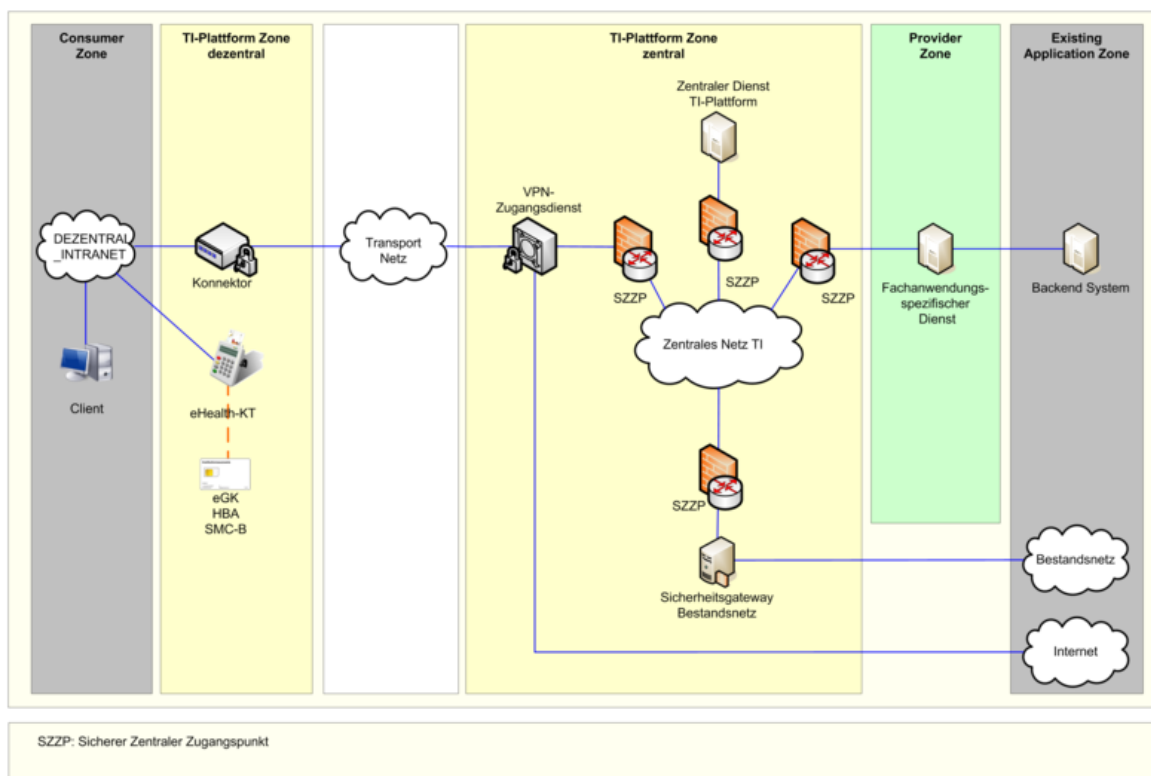 Consumer
Zone
TI-Plattform Zone
dezentral
TI-Plattform Zone
zentral
Provider
Zone
Existing
Application Zone
Zentraler Dienst
TI-Plattform
VPN-
Zugangsdienst
DEZENTRAL
_INTRANET
Transport
Netz
Konnektor
SZZP
SZZP
SZZP
Fachanwendungs-
spezifischer
Dienst
Backend System
Zentrales Netz TI
Client
eHealth-KT
eGK
HBA
SMC-B
SZZP
Bestandsnetz
Sicherheitsgateway
Bestandsnetz
Internet
SZZP: Sicherer Zentraler Zugangspunkt